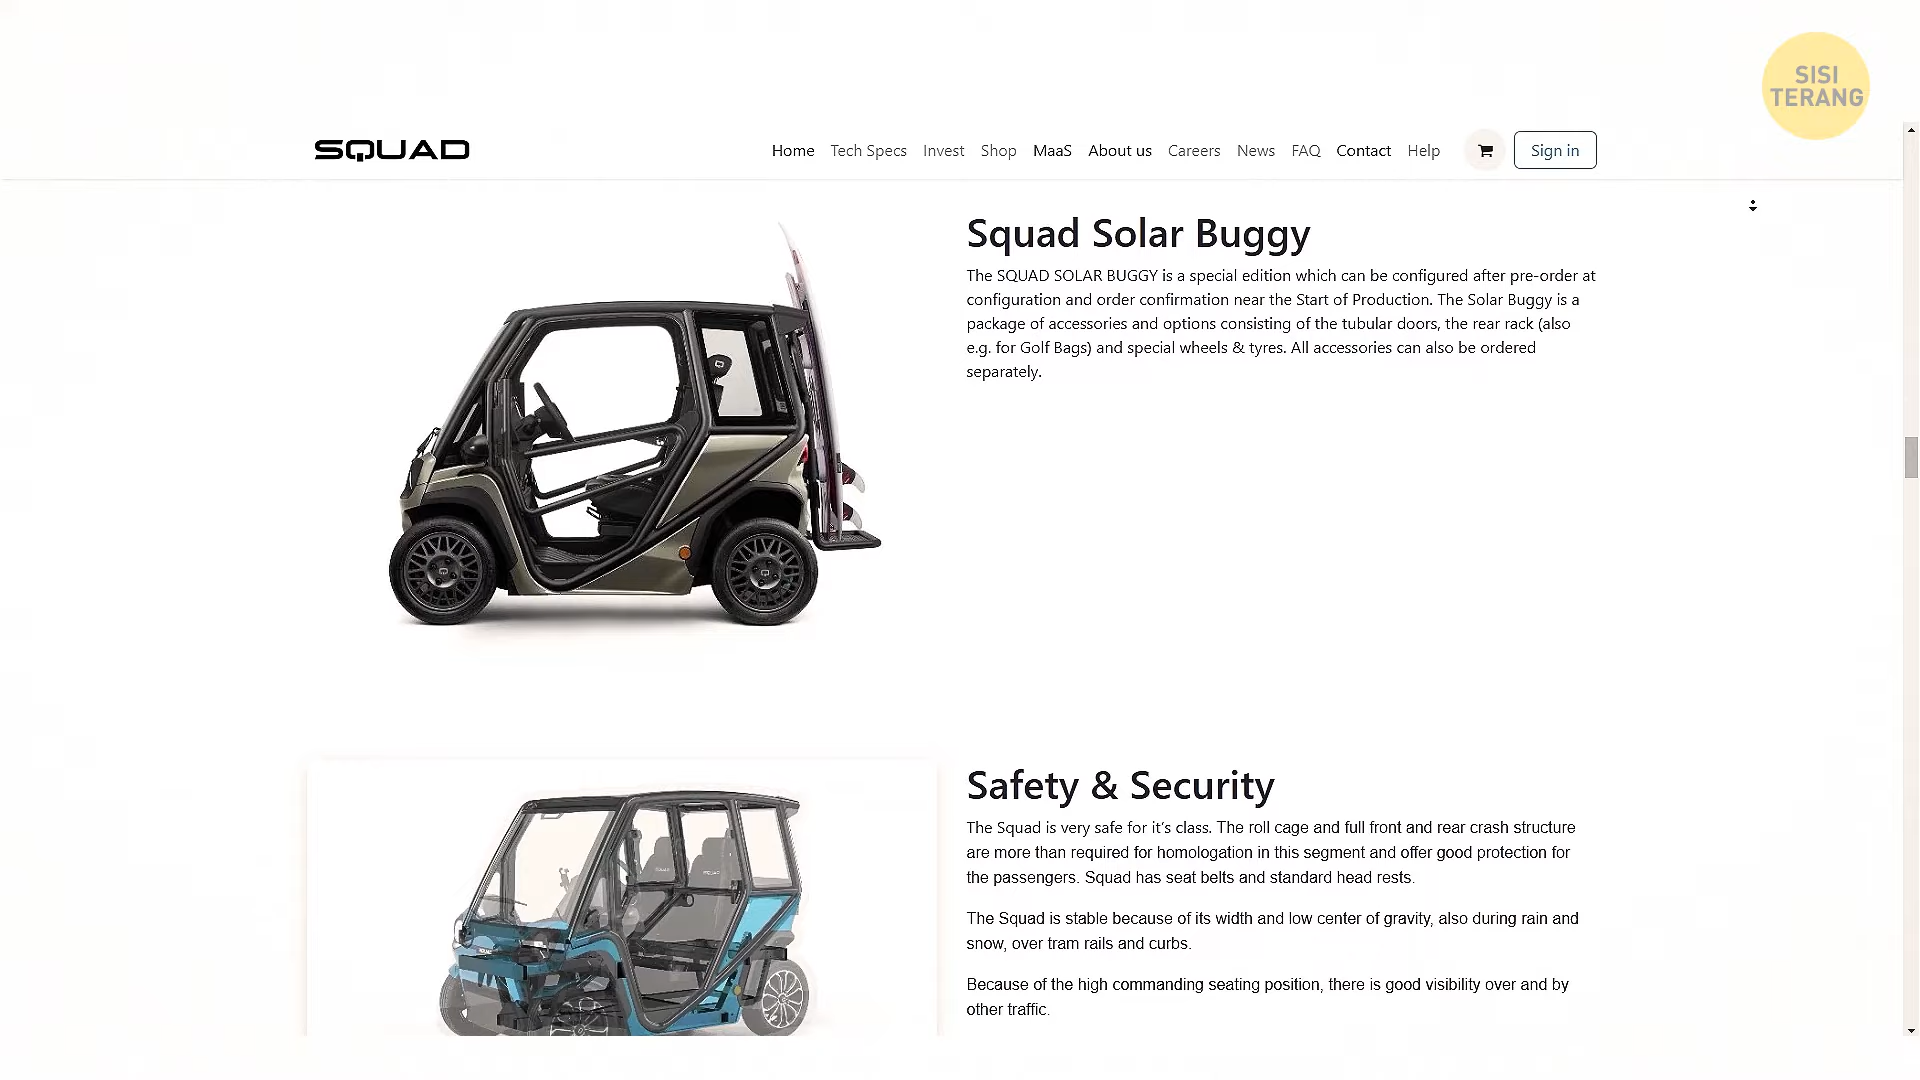 SISI
TERANG
SQUAD
Home Tech Specs Invest Shop MaaS About us Careers News FAQ Contact Help Sign in
Squad Solar Buggy
The SQUAD SOLAR BUGGY is a special edition which can be configured after pre-order at
configuration and order confirmation near the Start of Production. The Solar Buggy is a
package of accessories and options consisting of the tubular doors, the rear rack (also
e.g. for Golf Bags) and special wheels & tyres. All accessories can also be ordered
separately.
Safety & Security
The Squad is very safe for it's class. The roll cage and full front and rear crash structure
are more than required for homologation in this segment and offer good protection for
the passengers. Squad has seat belts and standard head rests.
The Squad is stable because of its width and low center of gravity, also during rain and
snow, over tram rails and curbs.
Because of the high commanding seating position, there is good visibility over and by
other traffic.